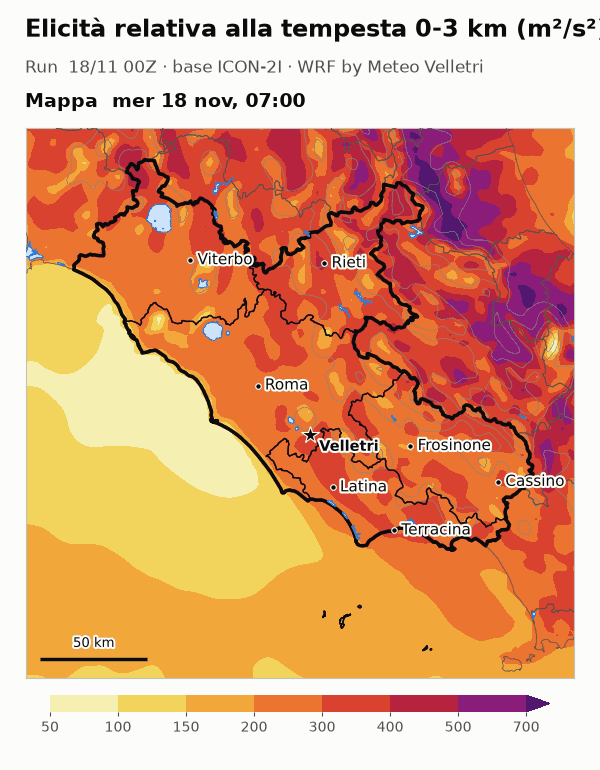 Elicità relativa alla tempesta 0-3 km (m²/s²)
Run 18/11 00Z · base ICON-2I · WRF by Meteo Velletri
Mappa mer 18 nov, 07:00
Viterbo
Rieti
Roma
Velletri
Frosinone
Latina
Cassino
Terracina
50 km
50 100 150 200 300 400 500 700